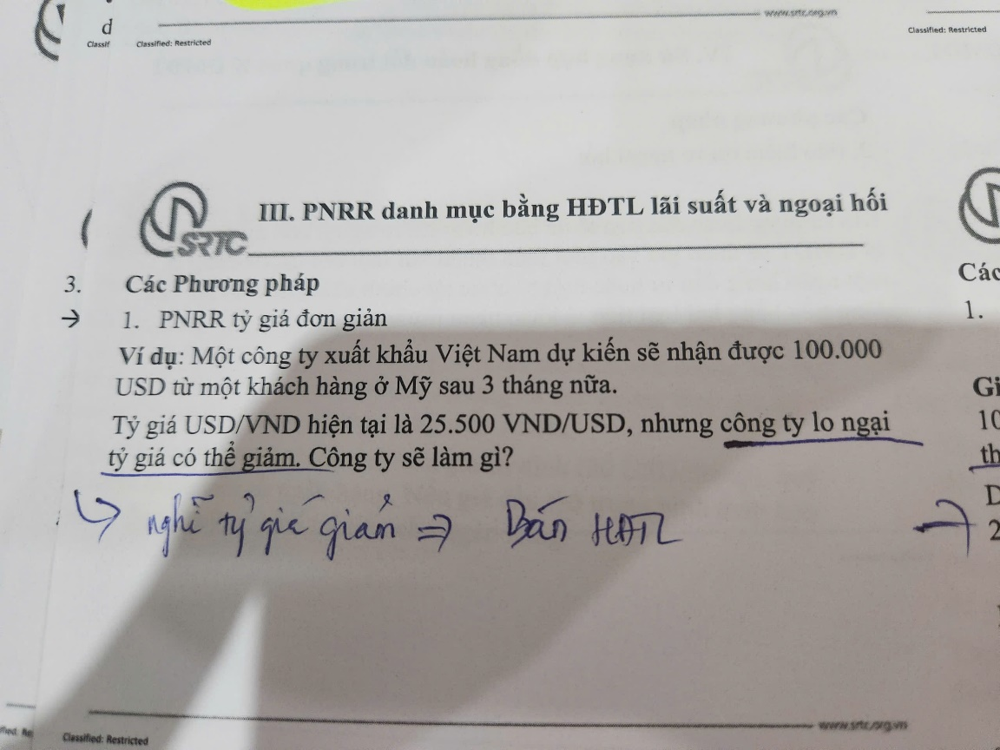 www.srtc.org.vn
d
Classif
Classified: Restricted
Classified: Restricted
SRTC
III. PNRR danh mục bằng HĐTL lãi suất và ngoại hối
3. Các Phương pháp
→ 1. PNRR tỷ giá đơn giản
Ví dụ: Một công ty xuất khẩu Việt Nam dự kiến sẽ nhận được 100.000
USD từ một khách hàng ở Mỹ sau 3 tháng nữa.
Tỷ giá USD/VND hiện tại là 25.500 VND/USD, nhưng công ty lo ngại
tỷ giá có thể giảm. Công ty sẽ làm gì?
nghĩ tỷ giá giảm ⇒ Bán HĐTL
Các
1.
Gi
10
th
D
2
www.srtc.org.vn
Classified: Restricted